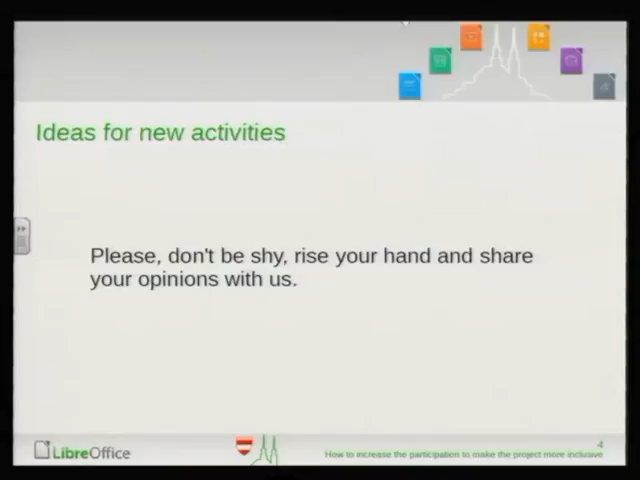 Ideas for new activities
Please, don't be shy, rise your hand and share
your opinions with us.
LibreOffice
4
How to increase the participation to make the project more inclusive